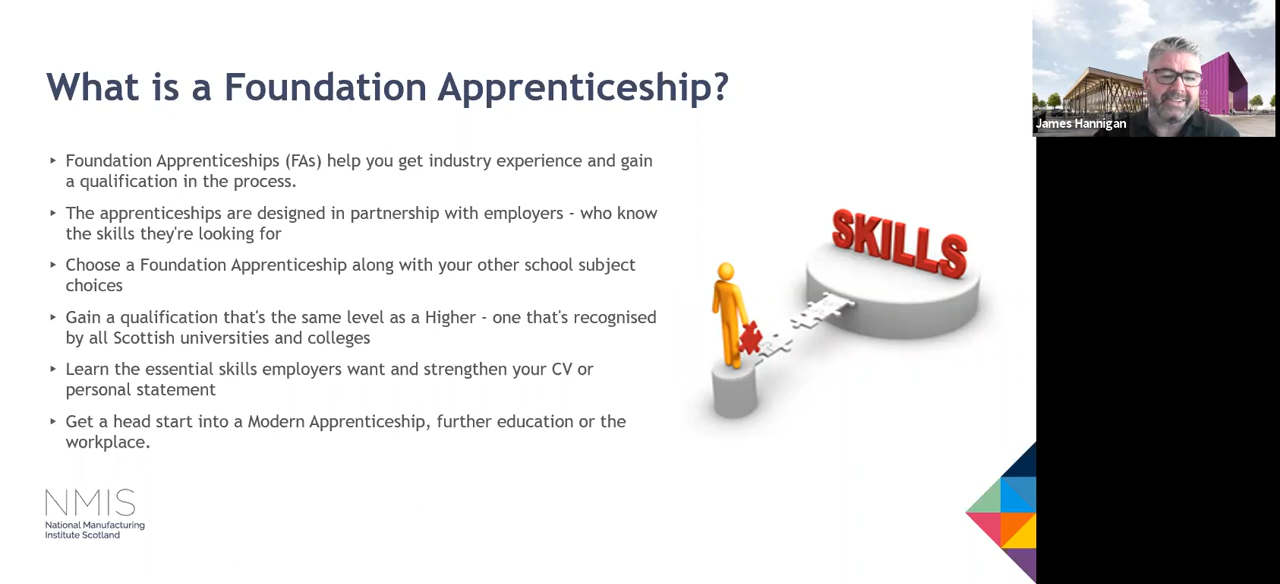 What is a Foundation Apprenticeship?
Foundation Apprenticeships (FAs) help you get industry experience and gain
a qualification in the process.
The apprenticeships are designed in partnership with employers - who know
the skills they're looking for
Choose a Foundation Apprenticeship along with your other school subject
choices
Gain a qualification that's the same level as a Higher - one that's recognised
by all Scottish universities and colleges
Learn the essential skills employers want and strengthen your CV or
personal statement
Get a head start into a Modern Apprenticeship, further education or the
workplace.
SKILLS
NMIS
National Manufacturing
Institute Scotland
James Hannigan
NMIS